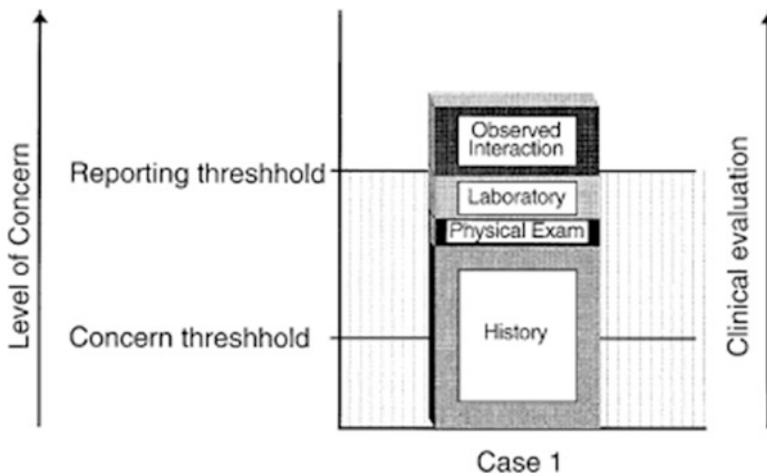 Level of Concern
Reporting threshhold
Concern threshhold
Observed
Interaction
Laboratory
Physical Exam
History
Clinical evaluation
Case 1